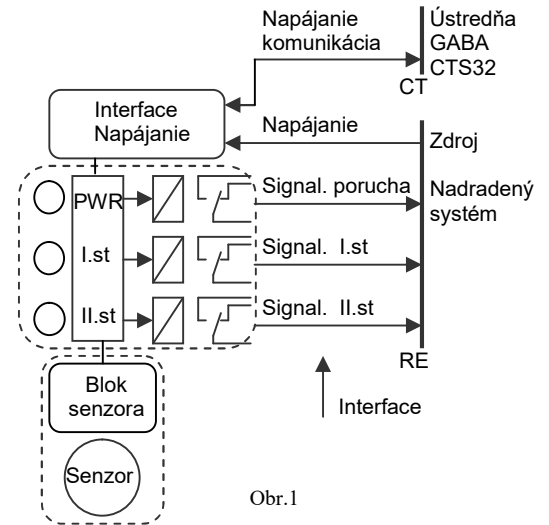 Napájanie
komunikácia
Ústredňa
GABA
CTS32
CT
Interface
Napájanie
Napájanie
Zdroj
PWR
Signal. porucha
Nadradený
systém
I.st
Signal.  I.st
II.st
Signal.  II.st
RE
Blok
senzora
Interface
Senzor
Obr.1